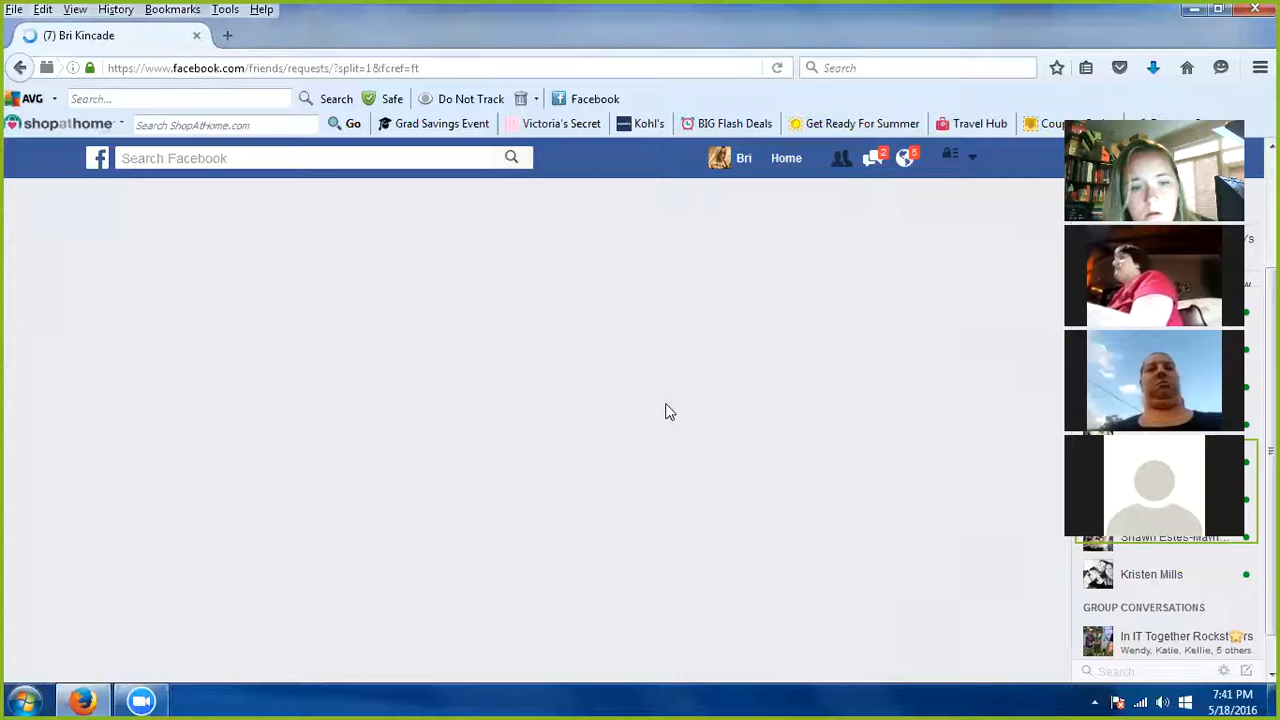 File Edit View History Bookmarks Tools Help
(7) Bri Kincade
https://www.facebook.com/friends/requests/?split=1&fcref=ft
Search
AVG Search... Search Safe Do Not Track Facebook
shopathome Search ShopAtHome.com Go Grad Savings Event Victoria's Secret Kohl's BIG Flash Deals Get Ready For Summer Travel Hub
Search Facebook Bri Home 2 5
Kristen Mills
GROUP CONVERSATIONS
In IT Together Rockst
Wendy, Katie, Kellie, 5 others
Search
7:41 PM
5/18/2016